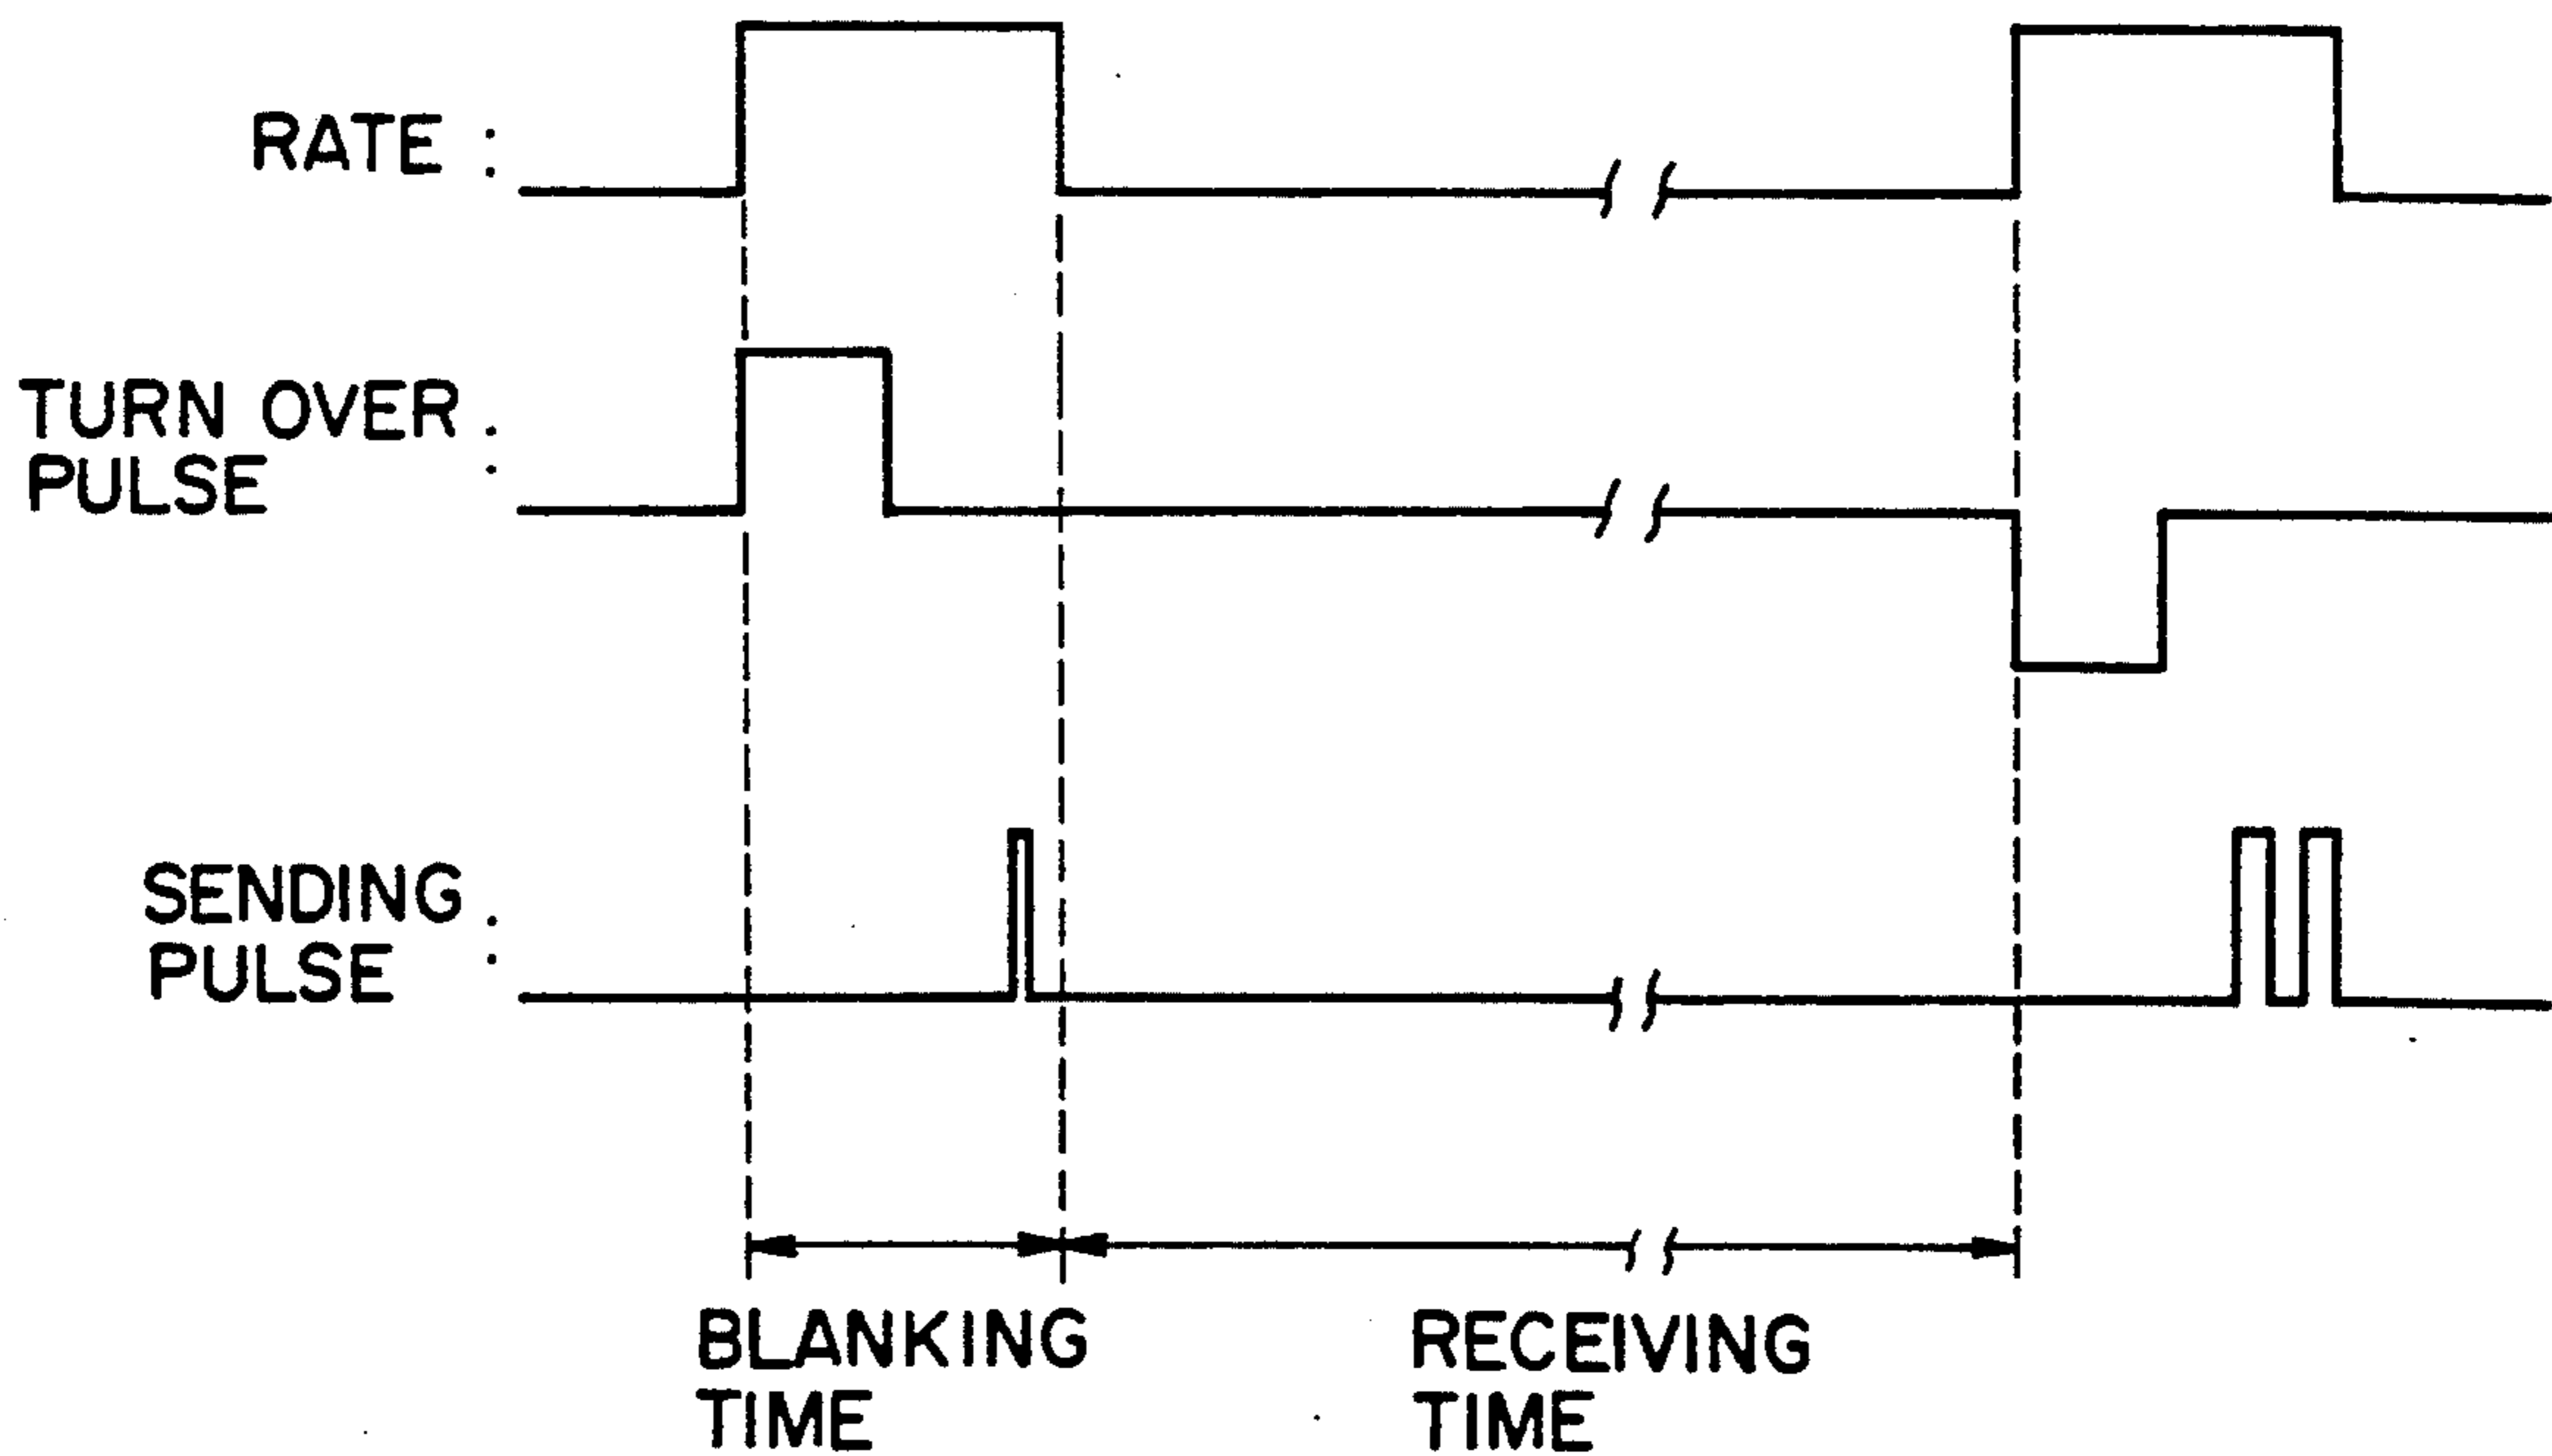 RATE :
TURN OVER :
PULSE
SENDING :
PULSE
BLANKING
TIME
RECEIVING
TIME